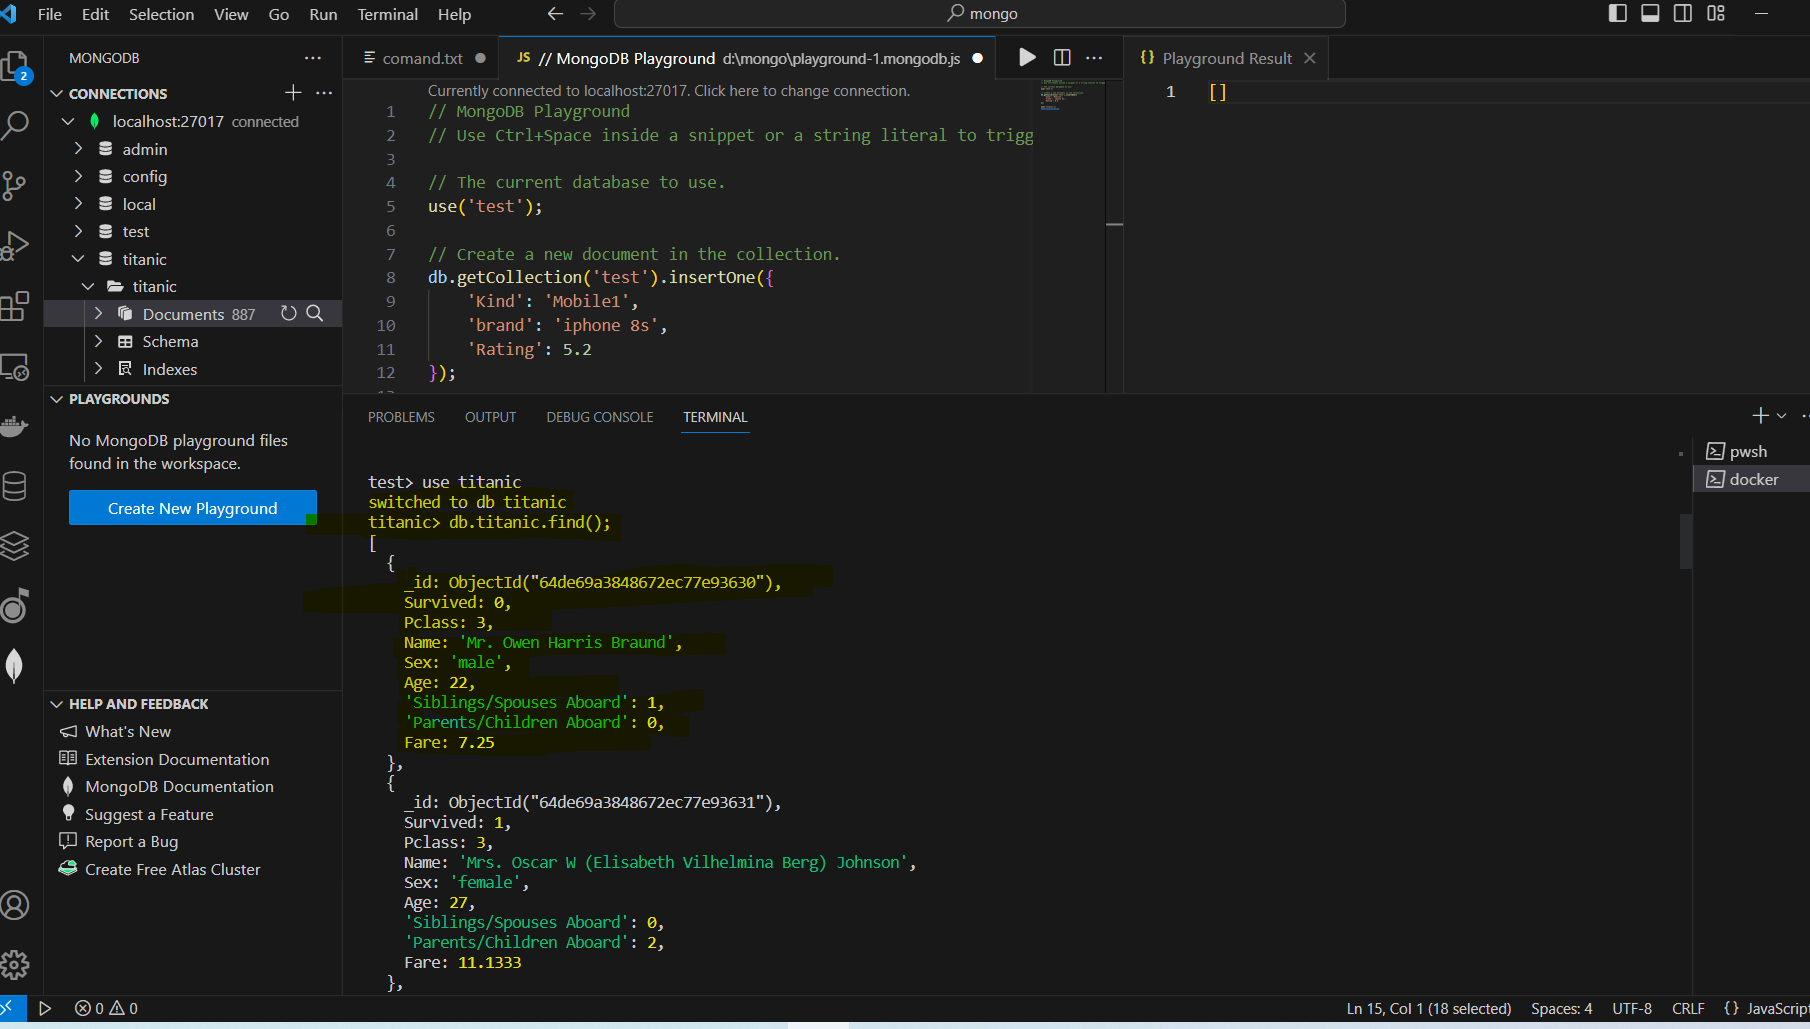 File Edit Selection View Go Run Terminal Help
mongo
MONGODB
CONNECTIONS
localhost:27017 connected
admin
config
local
test
titanic
titanic
Documents 887
Schema
Indexes
PLAYGROUNDS
No MongoDB playground files
found in the workspace.
Create New Playground
HELP AND FEEDBACK
What's New
Extension Documentation
MongoDB Documentation
Suggest a Feature
Report a Bug
Create Free Atlas Cluster
2
comand.txt
JS // MongoDB Playground d:\mongo\playground-1.mongodb.js
Currently connected to localhost:27017. Click here to change connection.
1 // MongoDB Playground
2 // Use Ctrl+Space inside a snippet or a string literal to trigg
3
4 // The current database to use.
5 use('test');
6
7 // Create a new document in the collection.
8 db.getCollection('test').insertOne({
9 'Kind': 'Mobile1',
10 'brand': 'iphone 8s',
11 'Rating': 5.2
12 });
{} Playground Result
1 []
PROBLEMS OUTPUT DEBUG CONSOLE TERMINAL
test> use titanic
switched to db titanic
titanic> db.titanic.find();
[
{
_id: ObjectId("64de69a3848672ec77e93630"),
Survived: 0,
Pclass: 3,
Name: 'Mr. Owen Harris Braund',
Sex: 'male',
Age: 22,
'Siblings/Spouses Aboard': 1,
'Parents/Children Aboard': 0,
Fare: 7.25
},
{
_id: ObjectId("64de69a3848672ec77e93631"),
Survived: 1,
Pclass: 3,
Name: 'Mrs. Oscar W (Elisabeth Vilhelmina Berg) Johnson',
Sex: 'female',
Age: 27,
'Siblings/Spouses Aboard': 0,
'Parents/Children Aboard': 2,
Fare: 11.1333
},
pwsh
docker
0 0
Ln 15, Col 1 (18 selected) Spaces: 4 UTF-8 CRLF {} JavaScript